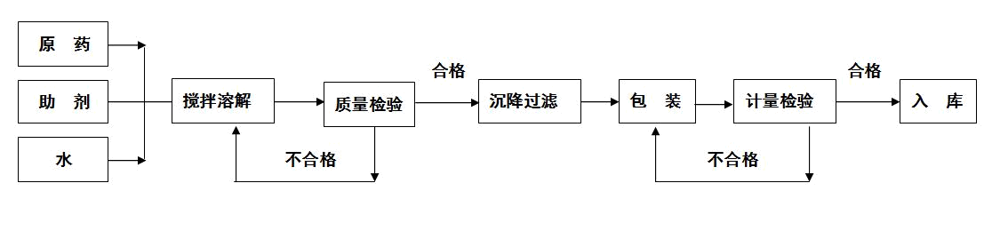 原 药
助 剂
水
搅拌溶解
质量检验
不合格
合格
沉降过滤
包 装
计量检验
不合格
合格
入 库